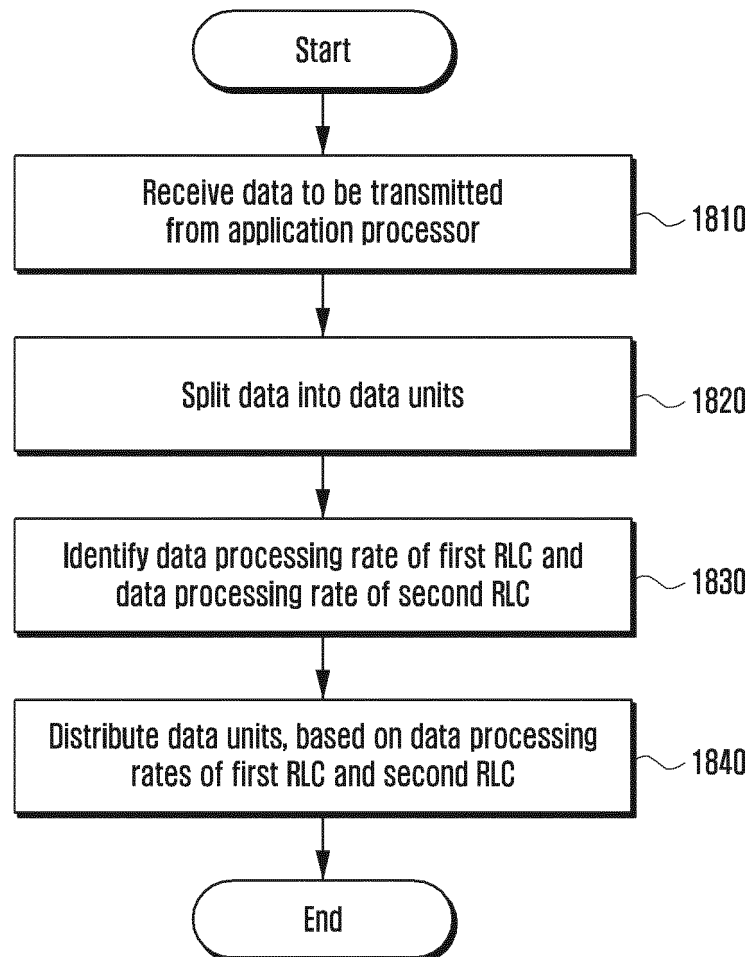 Start
Receive data to be transmitted
from application processor
1810
Split data into data units
1820
Identify data processing rate of first RLC and
data processing rate of second RLC
1830
Distribute data units, based on data processing
rates of first RLC and second RLC
1840
End